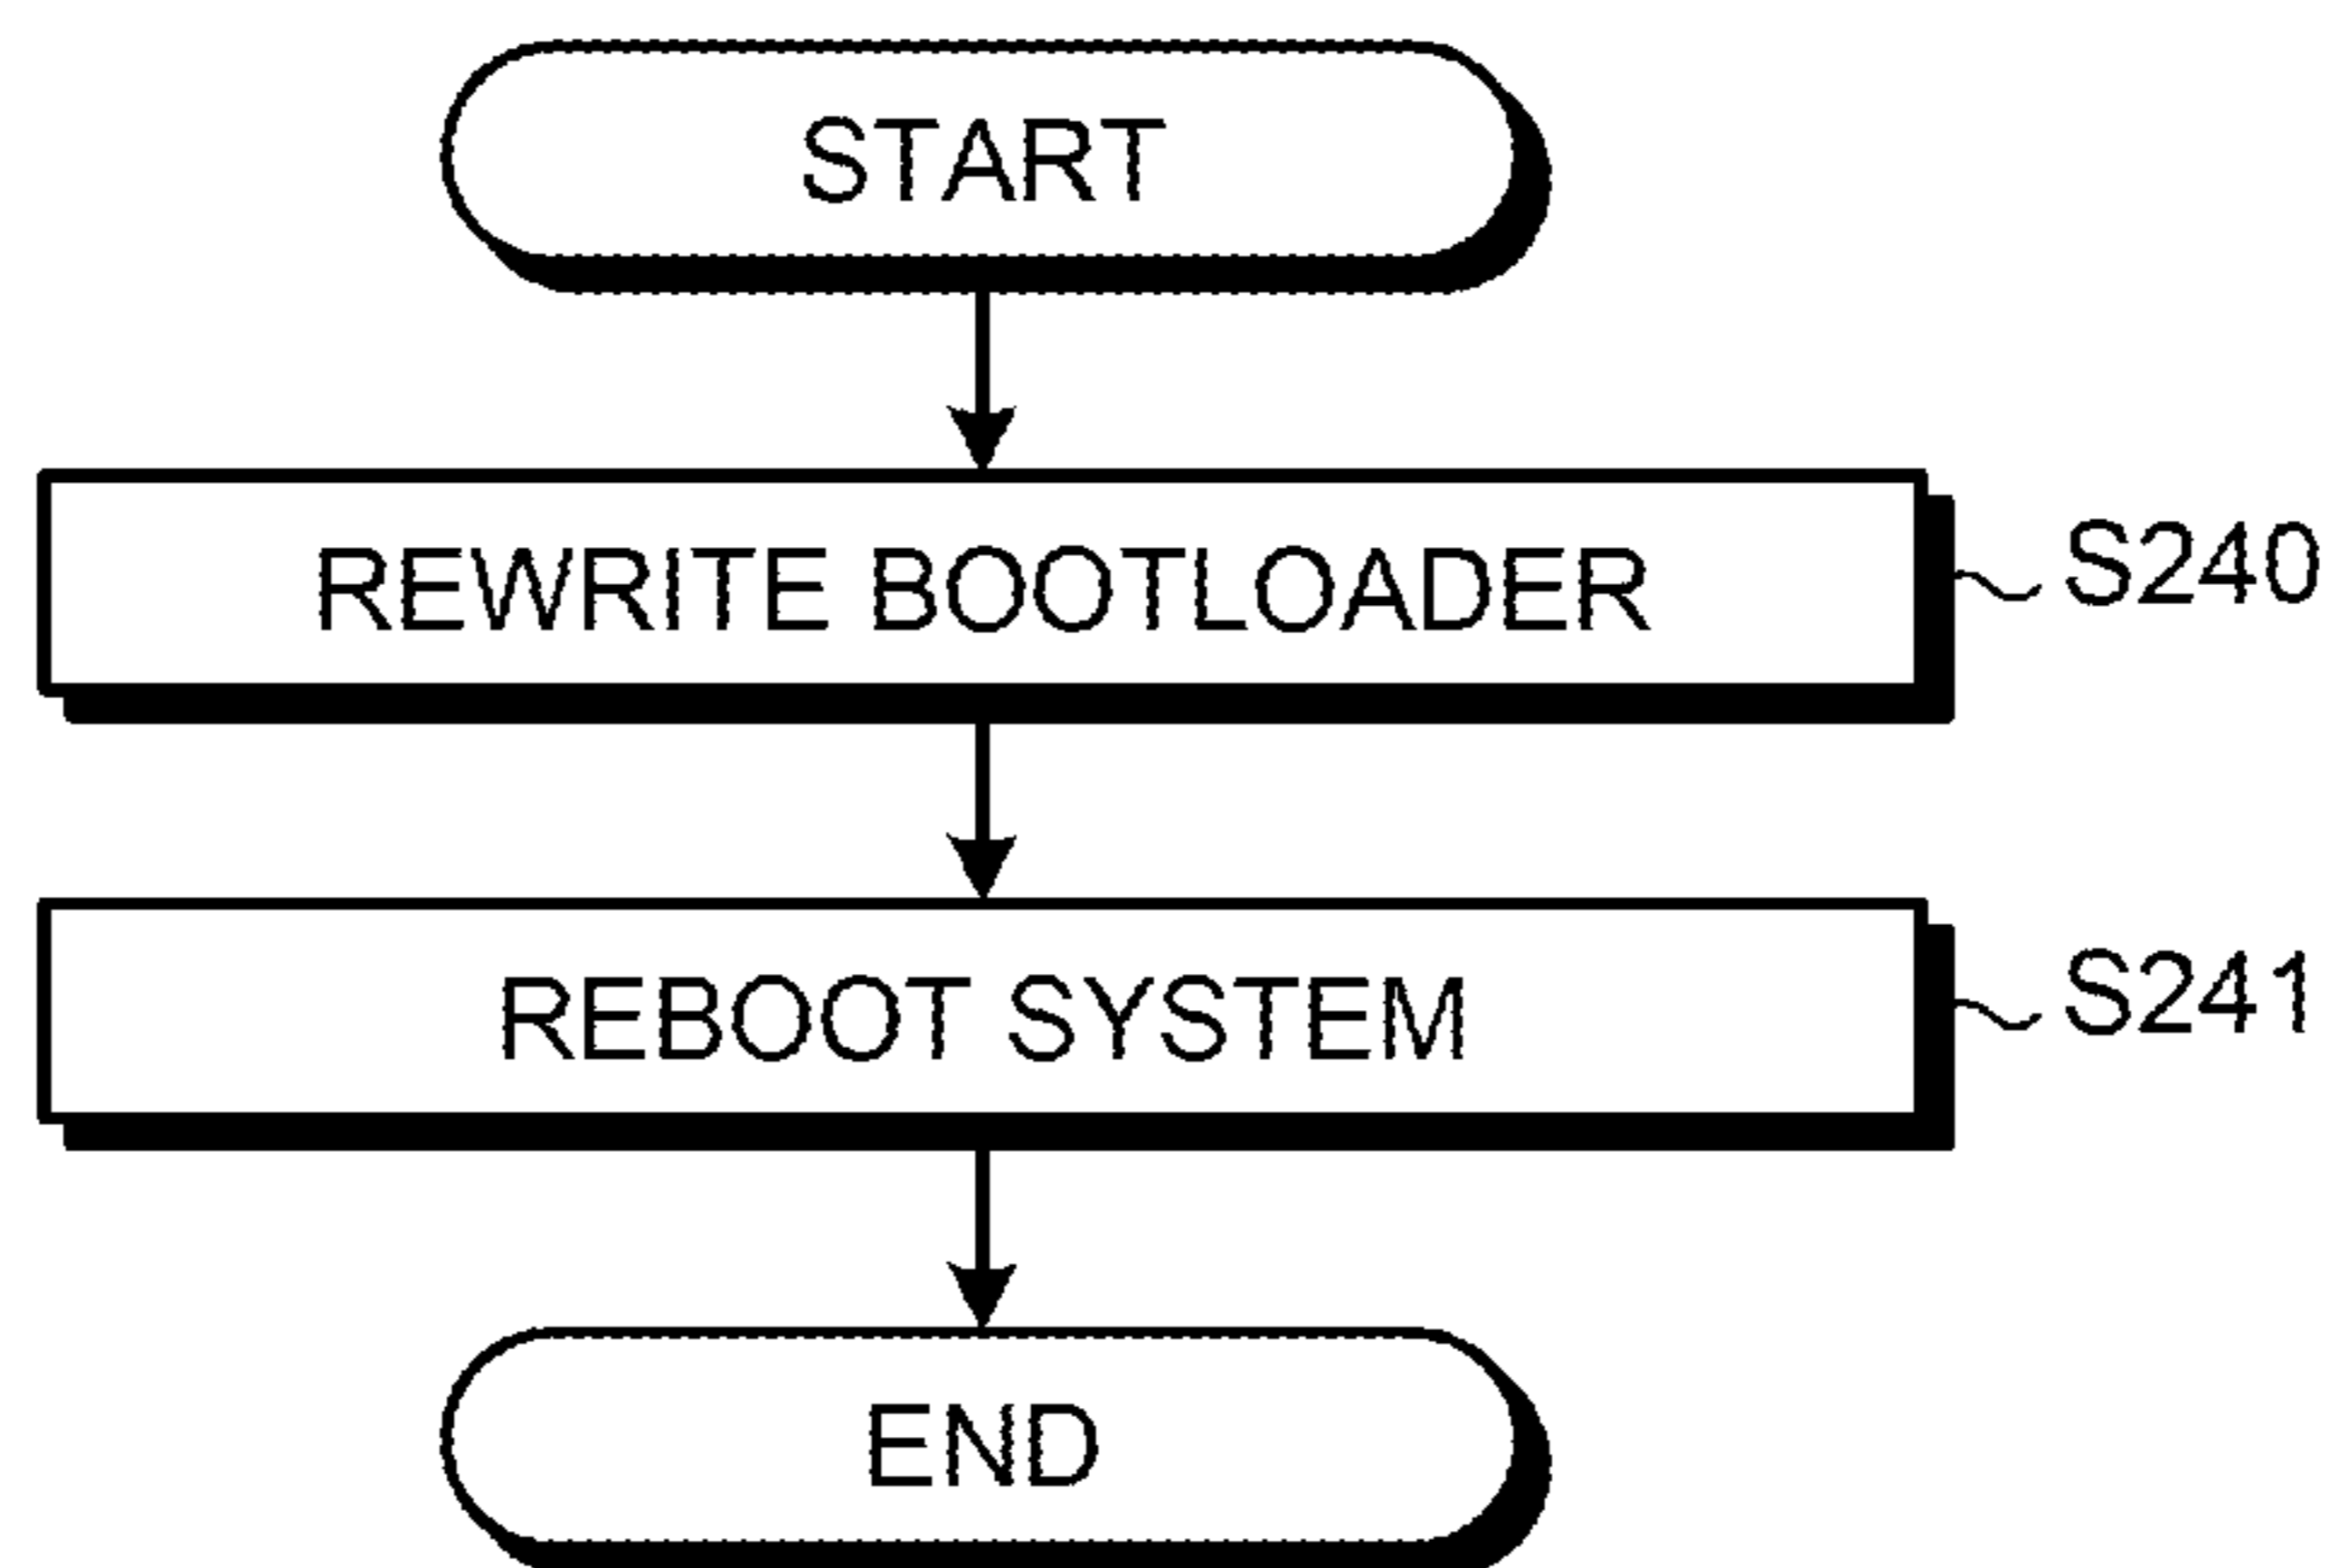 START
REWRITE BOOTLOADER
S240
REBOOT SYSTEM
S241
END